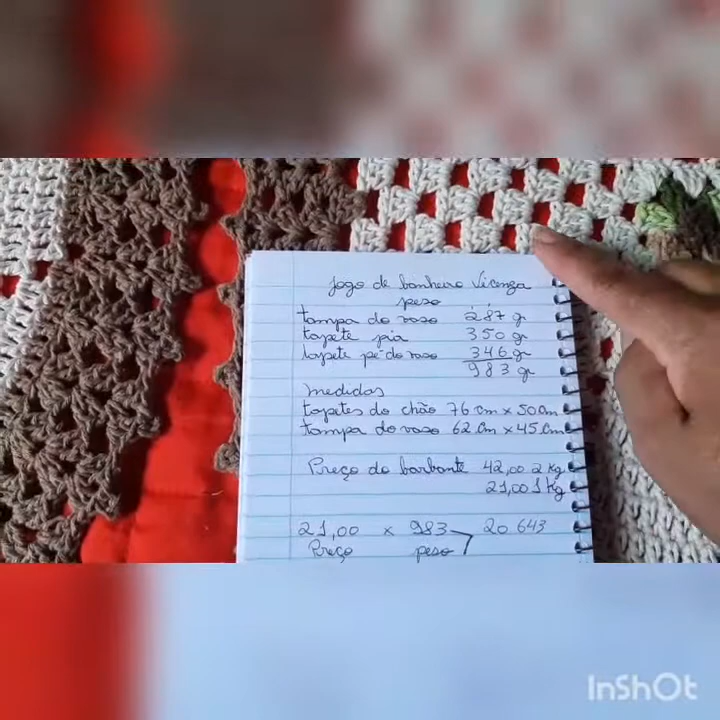 Jogo de banheiro Vicenza
peso
tampa do vaso 287 g
tapete pia 350 g
tapete pé do vaso 346 gr
983 gr
medidas
tapetes do chão 76 cm x 50 cm
tampa do vaso 62 cm x 45 cm
Preço do barbante 42,00 2 kg
21,00 1 kg
21,00 x 983 20 643
Preço peso
InShOt